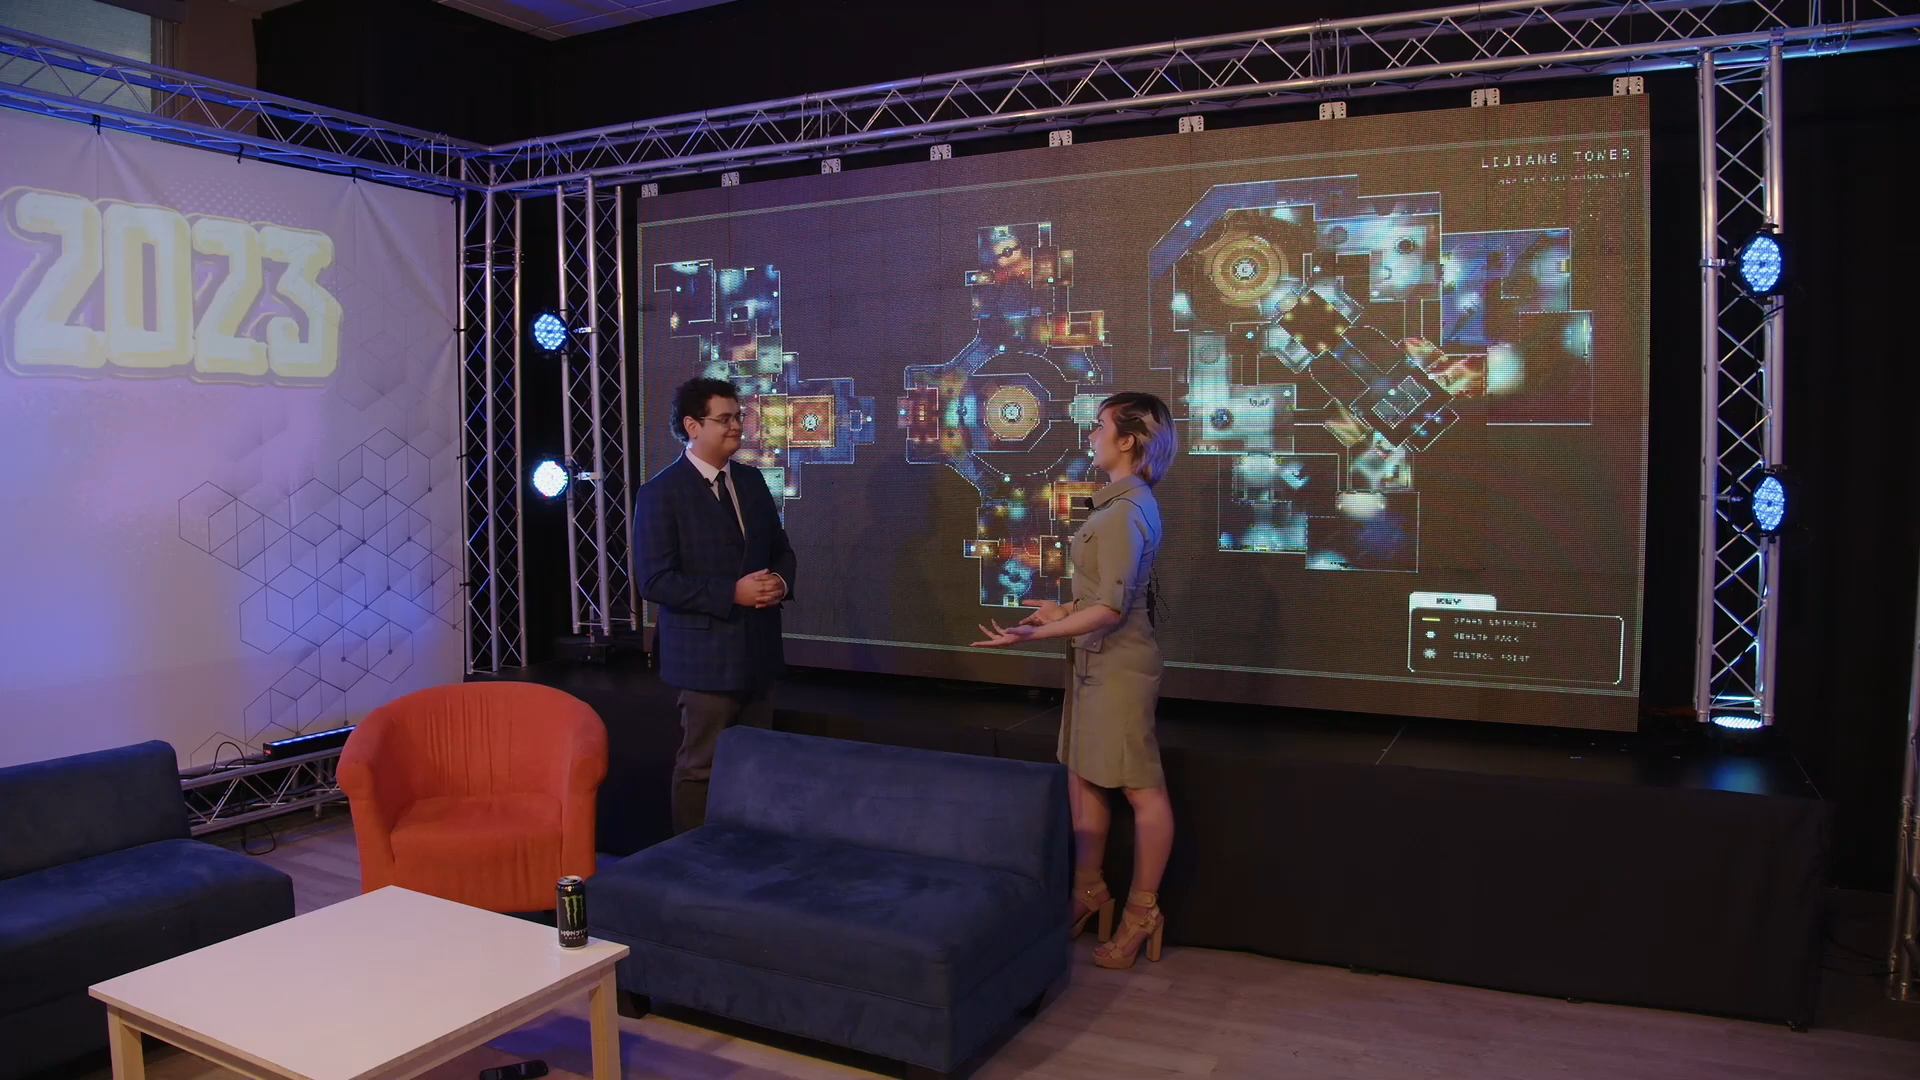 2023
LIJIANG TOWER
KEY
SPAWN ENTRANCE
HEALTH PACK
CONTROL POINT
MONSTER